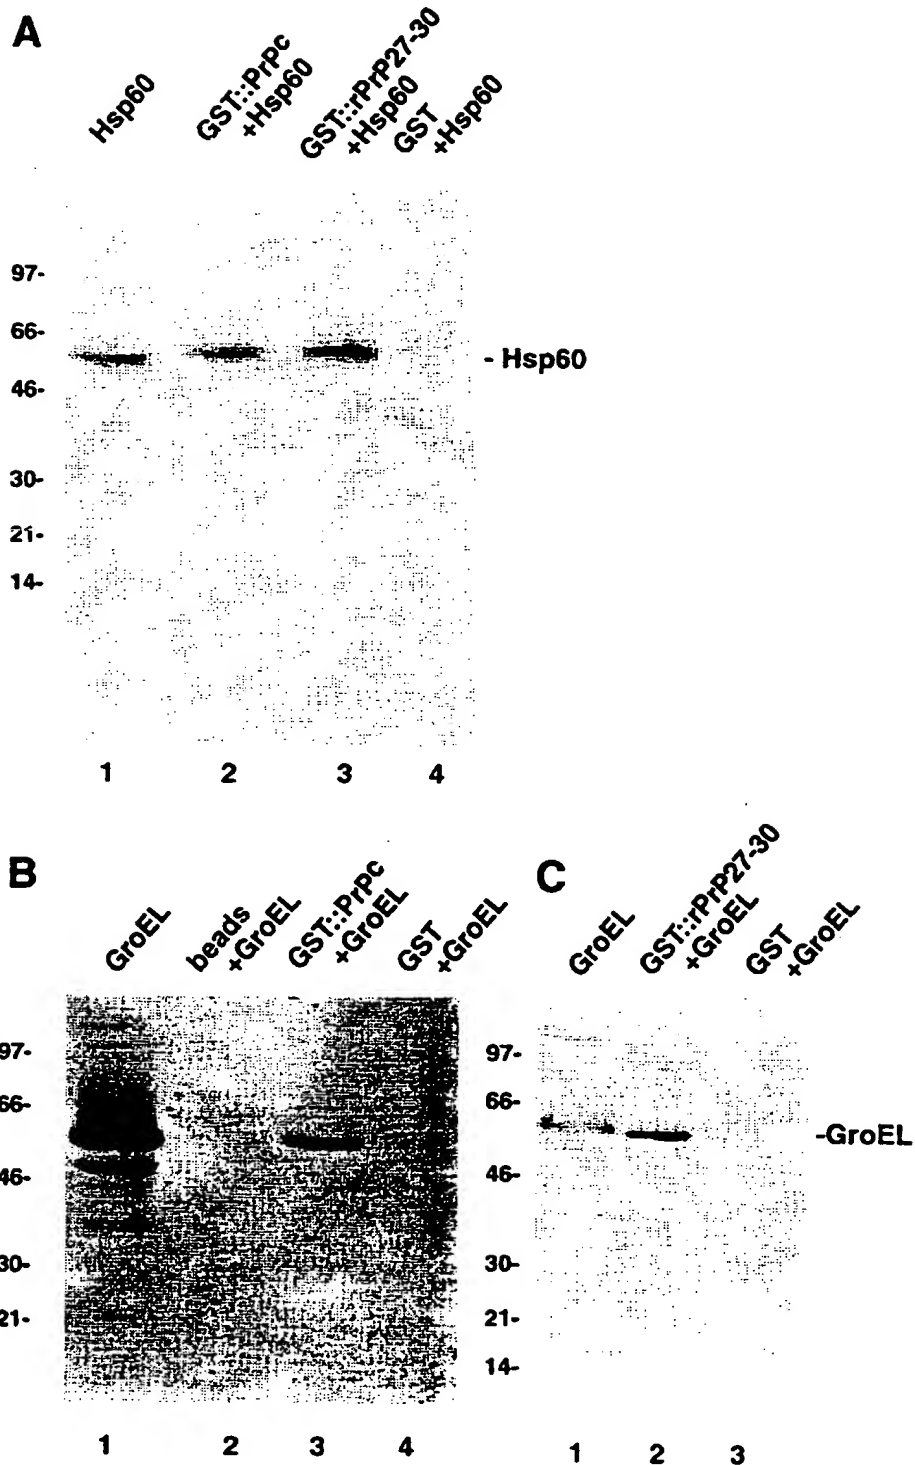 A
Hsp60
GST::PrPc
+Hsp60
GST::rPrP27-30
+Hsp60
GST
+Hsp60
97-
66-
- Hsp60
46-
30-
21-
14-
1 2 3 4
B
GroEL
beads
+GroEL
GST::PrPc
+GroEL
GST
+GroEL
97-
66-
46-
30-
21-
1 2 3 4
C
GroEL
GST::rPrP27-30
+GroEL
GST
+GroEL
97-
66-
-GroEL
46-
30-
21-
14-
1 2 3